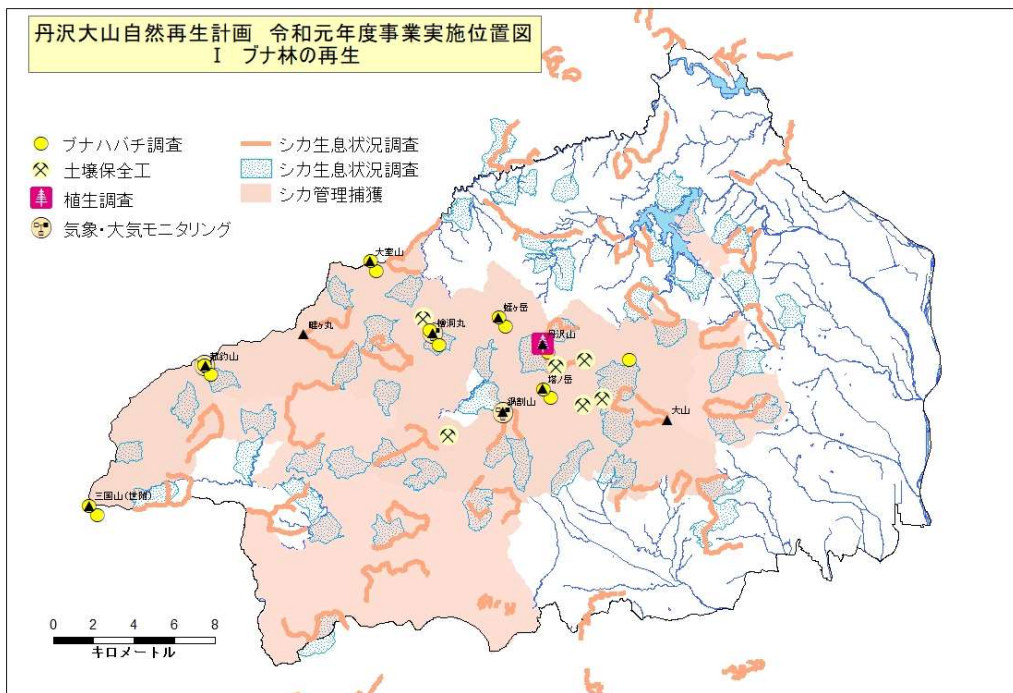 丹沢大山自然再生計画 令和元年度事業実施位置図
Ⅰ ブナ林の再生
ブナハバチ調査
土壌保全工
植生調査
気象・大気モニタリング
シカ生息状況調査
シカ生息状況調査
シカ管理捕獲
大室山
畦ヶ丸
檜洞丸
蛭ヶ岳
丹沢山
菰釣山
塔ノ岳
鍋割山
大山
三国山(世附)
0 2 4 6 8
キロメートル